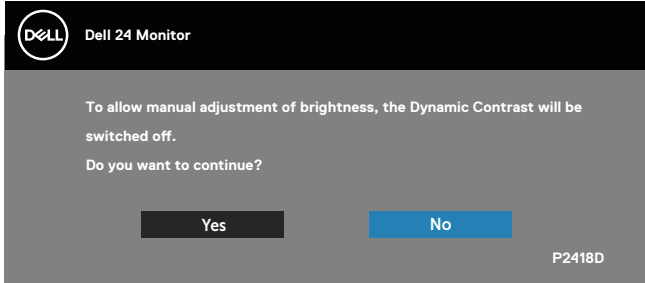 DELL
Dell 24 Monitor
To allow manual adjustment of brightness, the Dynamic Contrast will be
switched off.
Do you want to continue?
Yes
No
P2418D